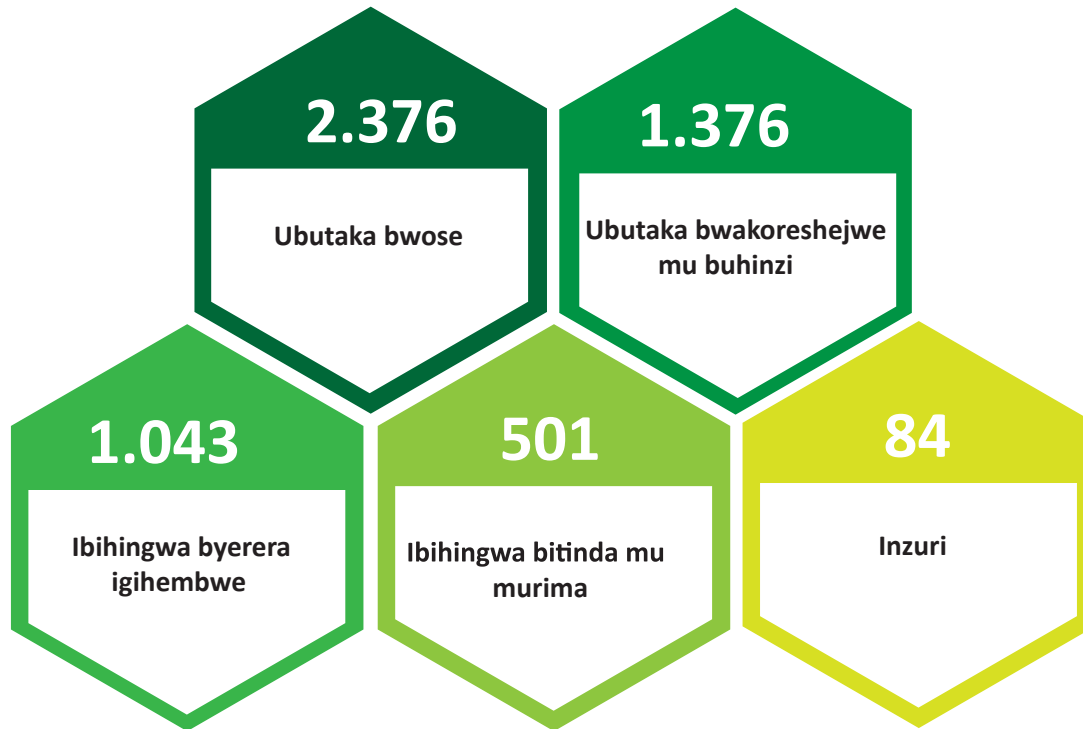 2.376
Ubutaka bwose
1.376
Ubutaka bwakoreshejwe
mu buhinzi
1.043
Ibihingwa byerera
igihembwe
501
Ibihingwa bitinda mu
murima
84
Inzuri